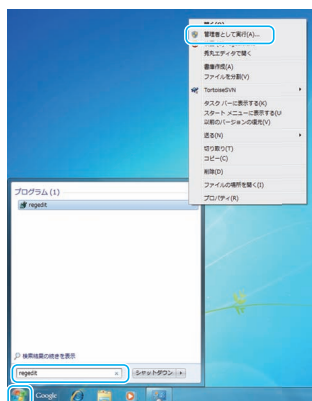 管理者として実行(A)...
秀丸エディタで開く
書庫作成(A)
ファイルを分割(V)
TortoiseSVN
タスク バーに表示する(K)
スタート メニューに表示する(U
以前のバージョンの復元(V)
送る(N)
切り取り(T)
コピー(C)
削除(D)
ファイルの場所を開く(I)
プロパティ(R)
プログラム (1)
regedit
検索結果の続きを表示
regedit
シャットダウン
Google